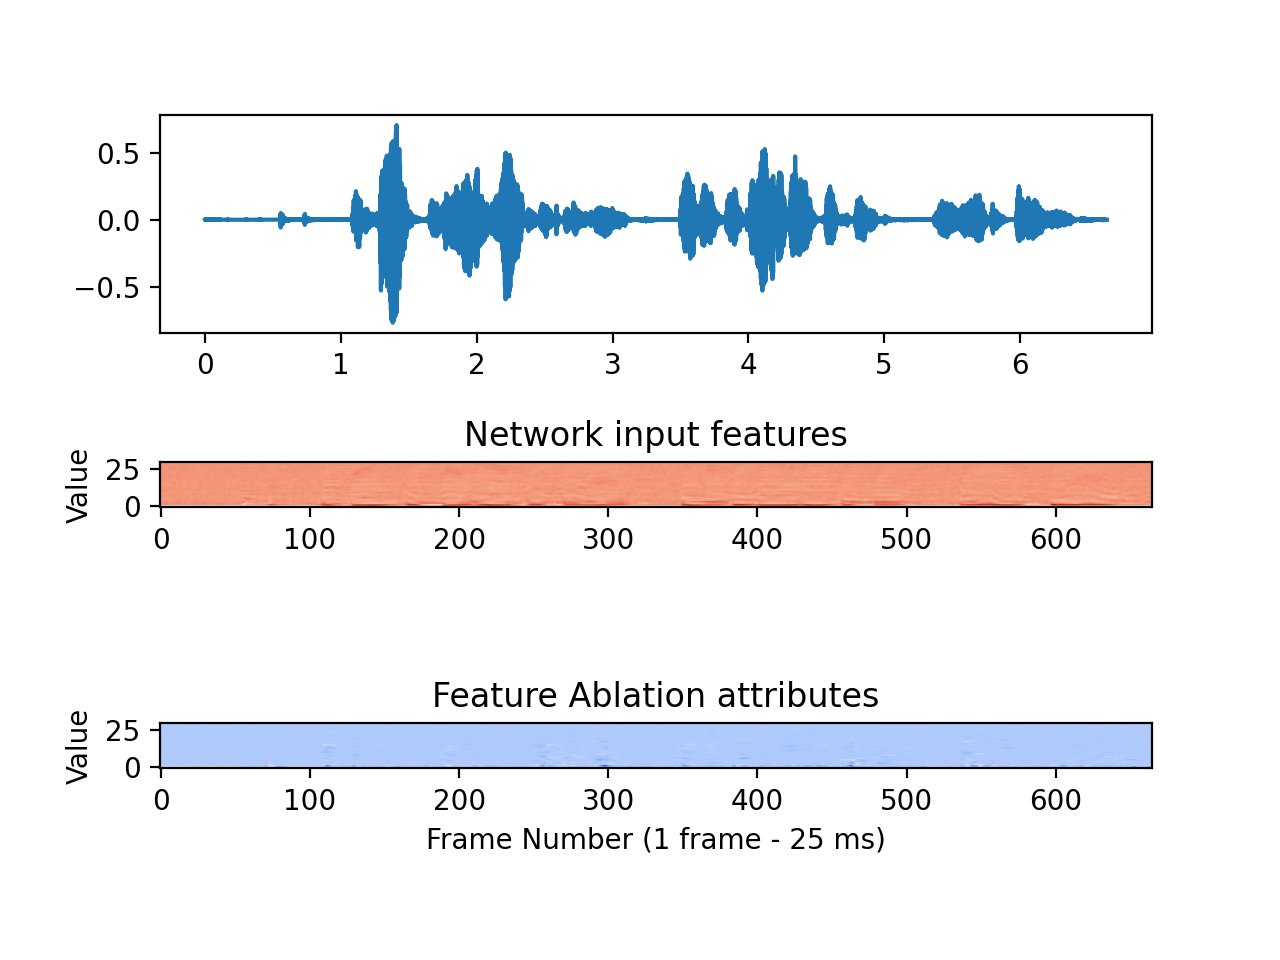 0.5
0.0
−0.5
0 1 2 3 4 5 6
Network input features
Value
25
0
0 100 200 300 400 500 600
Feature Ablation attributes
Value
25
0
0 100 200 300 400 500 600
Frame Number (1 frame - 25 ms)